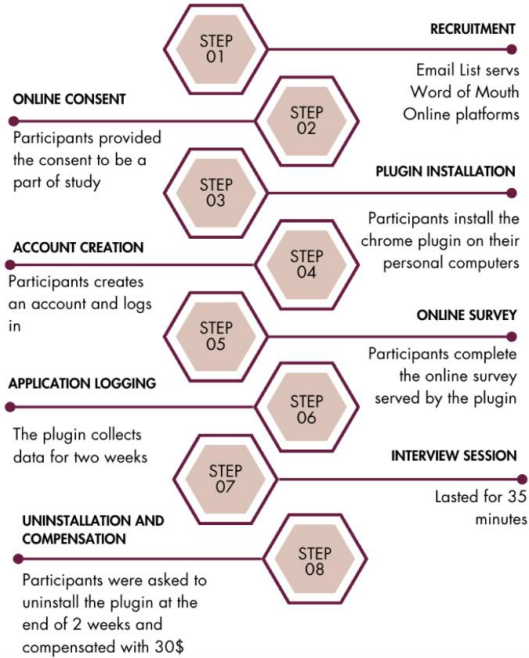 STEP
01
RECRUITMENT
Email List servs
Word of Mouth
Online platforms
STEP
02
ONLINE CONSENT
Participants provided
the consent to be a
part of study
STEP
03
PLUGIN INSTALLATION
Participants install the
chrome plugin on their
personal computers
STEP
04
ACCOUNT CREATION
Participants creates
an account and logs
in
STEP
05
ONLINE SURVEY
Participants complete
the online survey
served by the plugin
STEP
06
APPLICATION LOGGING
The plugin collects
data for two weeks
STEP
07
INTERVIEW SESSION
Lasted for 35
minutes
STEP
08
UNINSTALLATION AND
COMPENSATION
Participants were asked to
uninstall the plugin at the
end of 2 weeks and
compensated with 30$